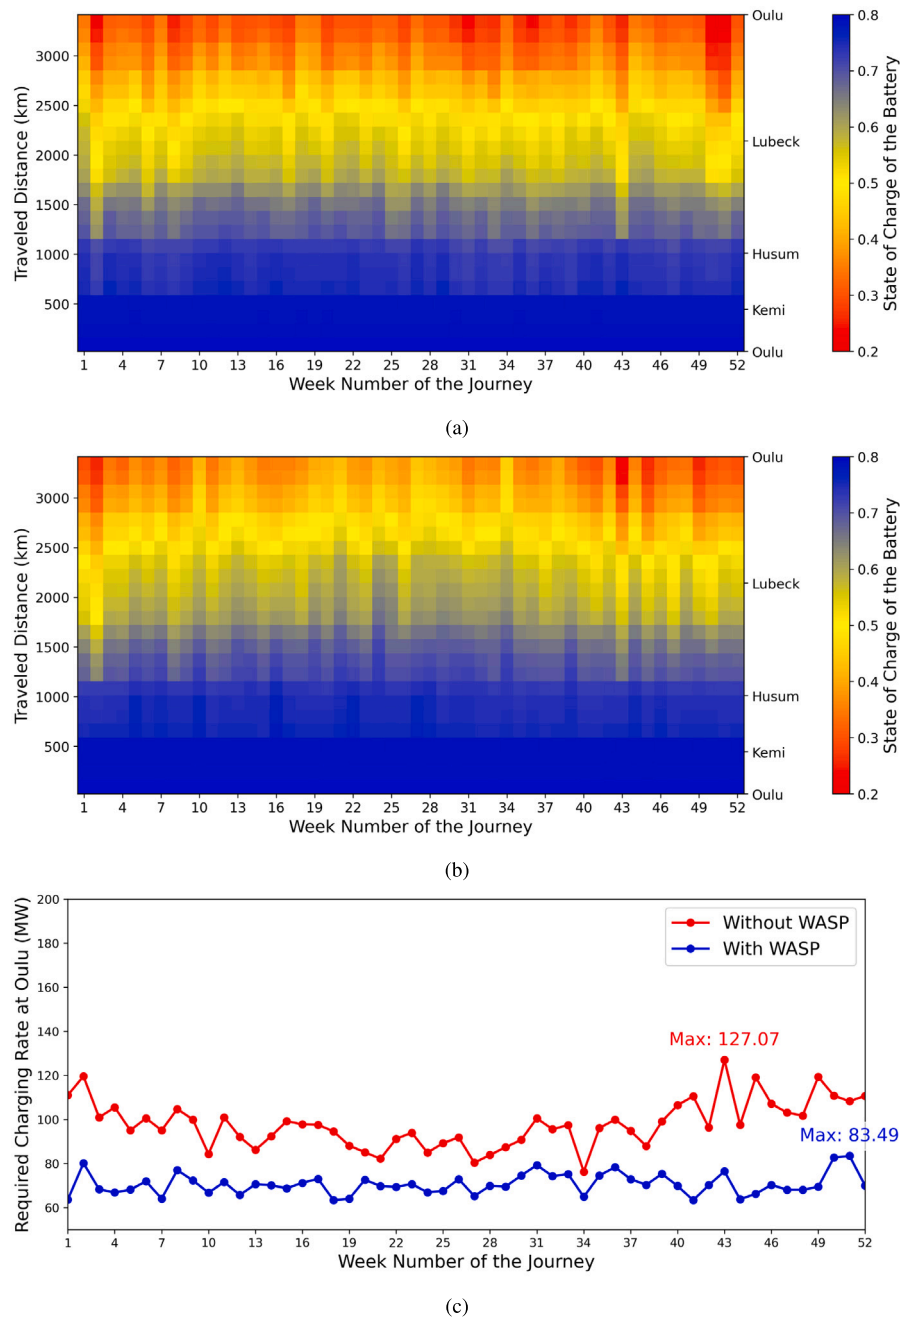 Traveled Distance (km)
3000
2500
2000
1500
1000
500
Oulu
Lubeck
Husum
Kemi
Oulu
1 4 7 10 13 16 19 22 25 28 31 34 37 40 43 46 49 52
Week Number of the Journey
0.8
0.7
0.6
0.5
0.4
0.3
0.2
State of Charge of the Battery
(a)
Traveled Distance (km)
3000
2500
2000
1500
1000
500
Oulu
Lubeck
Husum
Kemi
Oulu
1 4 7 10 13 16 19 22 25 28 31 34 37 40 43 46 49 52
Week Number of the Journey
0.8
0.7
0.6
0.5
0.4
0.3
0.2
State of Charge of the Battery
(b)
Required Charging Rate at Oulu (MW)
200
180
160
140
120
100
80
60
Without WASP
With WASP
Max: 127.07
Max: 83.49
1 4 7 10 13 16 19 22 25 28 31 34 37 40 43 46 49 52
Week Number of the Journey
(c)